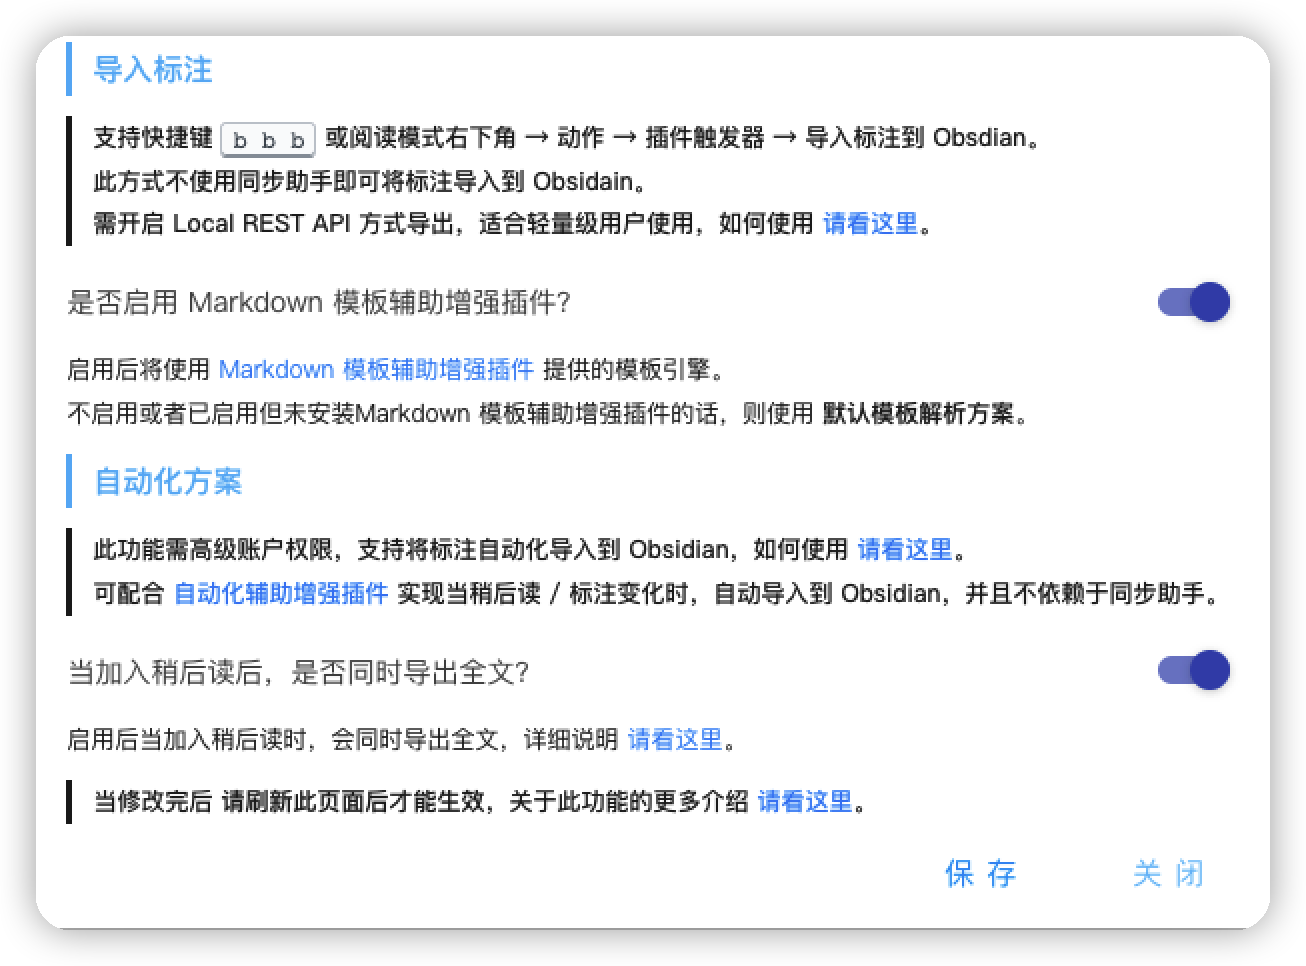 导入标注
支持快捷键 b b b 或阅读模式右下角 → 动作 → 插件触发器 → 导入标注到 Obsdian。
此方式不使用同步助手即可将标注导入到 Obsidain。
需开启 Local REST API 方式导出，适合轻量级用户使用，如何使用 请看这里。
是否启用 Markdown 模板辅助增强插件?
启用后将使用 Markdown 模板辅助增强插件 提供的模板引擎。
不启用或者已启用但未安装Markdown 模板辅助增强插件的话，则使用 默认模板解析方案。
自动化方案
此功能需高级账户权限，支持将标注自动化导入到 Obsidian，如何使用 请看这里。
可配合 自动化辅助增强插件 实现当稍后读 / 标注变化时，自动导入到 Obsidian，并且不依赖于同步助手。
当加入稍后读后，是否同时导出全文?
启用后当加入稍后读时，会同时导出全文，详细说明 请看这里。
当修改完后 请刷新此页面后才能生效，关于此功能的更多介绍 请看这里。
保 存 关 闭